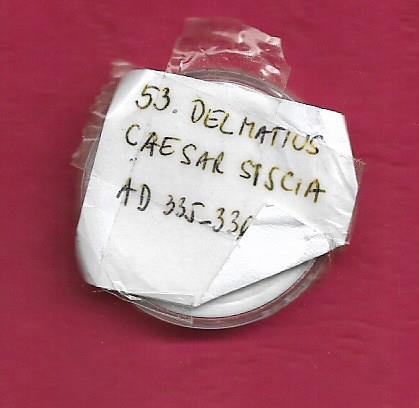 53. DELMATIUS
CAESAR SISCIA
AD 335-336